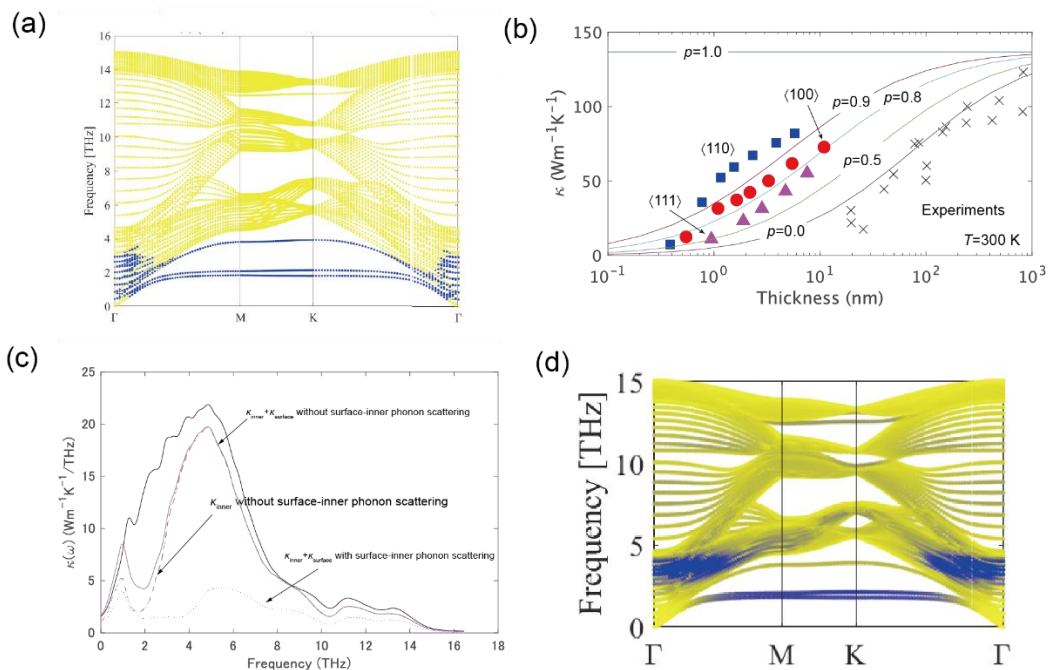 (a)
16
14
12
10
8
6
4
2
0
Frequency [THz]
Γ M K Γ
(b)
150
100
50
0
κ (Wm⁻¹K⁻¹)
p=1.0
⟨100⟩
p=0.9 p=0.8
⟨110⟩
p=0.5
⟨111⟩
p=0.0
Experiments
T=300 K
10⁻¹ 10⁰ 10¹ 10² 10³
Thickness (nm)
(c)
25
20
15
10
5
0
κ(ω) (Wm⁻¹K⁻¹/THz)
κinner+κsurface without surface-inner phonon scattering
κinner without surface-inner phonon scattering
κinner+κsurface with surface-inner phonon scattering
0 2 4 6 8 10 12 14 16 18
Frequency (THz)
(d)
15
10
5
0
Frequency [THz]
Γ M K Γ